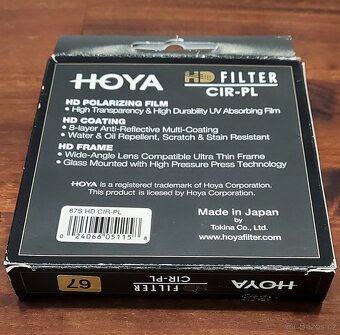 HOYA
HD FILTER
CIR-PL
HD POLARIZING FILM
• High Transparency & High Durability UV Absorbing Film
HD COATING
• 8-layer Anti-Reflective Multi-Coating
• Water & Oil Repellent, Scratch & Stain Resistant
HD FRAME
• Wide-Angle Lens Compatible Ultra Thin Frame
• Glass Mounted with High Pressure Press Technology
HOYA is a registered trademark of Hoya Corporation.
This product is licensed by Hoya Corporation.
67S HD CIR-PL
0 24066 05115 8
Made in Japan
by
Tokina Co., Ltd.
www.hoyafilter.com
67
FILTER
CIR-PL
HOYA